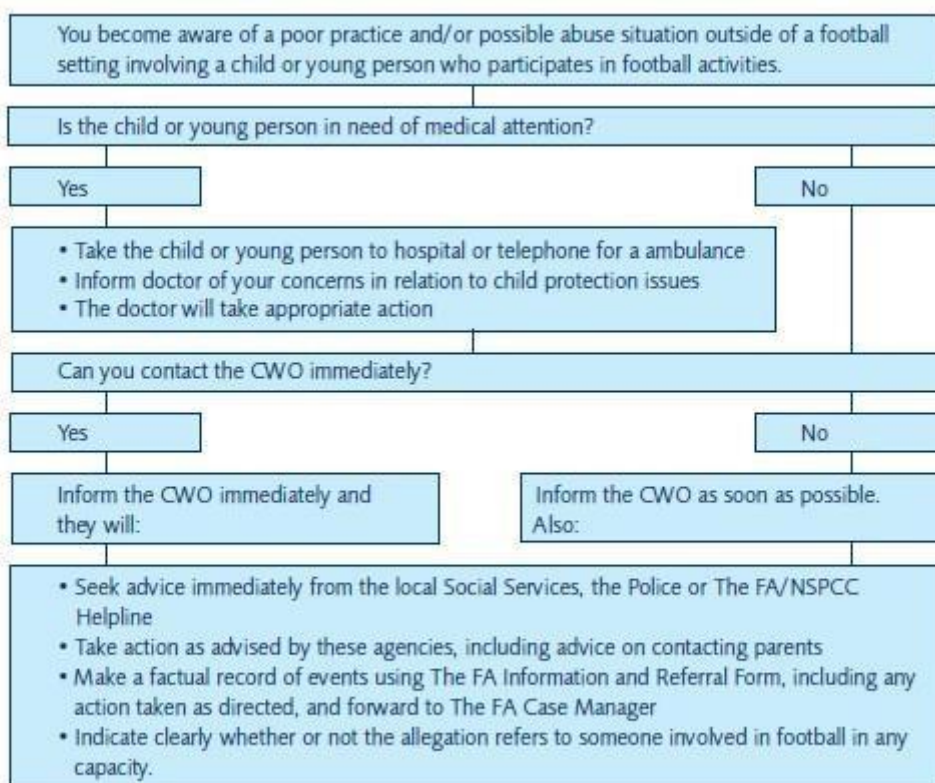 You become aware of a poor practice and/or possible abuse situation outside of a football
setting involving a child or young person who participates in football activities.
Is the child or young person in need of medical attention?
Yes
No
• Take the child or young person to hospital or telephone for a ambulance
• Inform doctor of your concerns in relation to child protection issues
• The doctor will take appropriate action
Can you contact the CWO immediately?
Yes
No
Inform the CWO immediately and
they will:
Inform the CWO as soon as possible.
Also:
• Seek advice immediately from the local Social Services, the Police or The FA/NSPCC
Helpline
• Take action as advised by these agencies, including advice on contacting parents
• Make a factual record of events using The FA Information and Referral Form, including any
action taken as directed, and forward to The FA Case Manager
• Indicate clearly whether or not the allegation refers to someone involved in football in any
capacity.